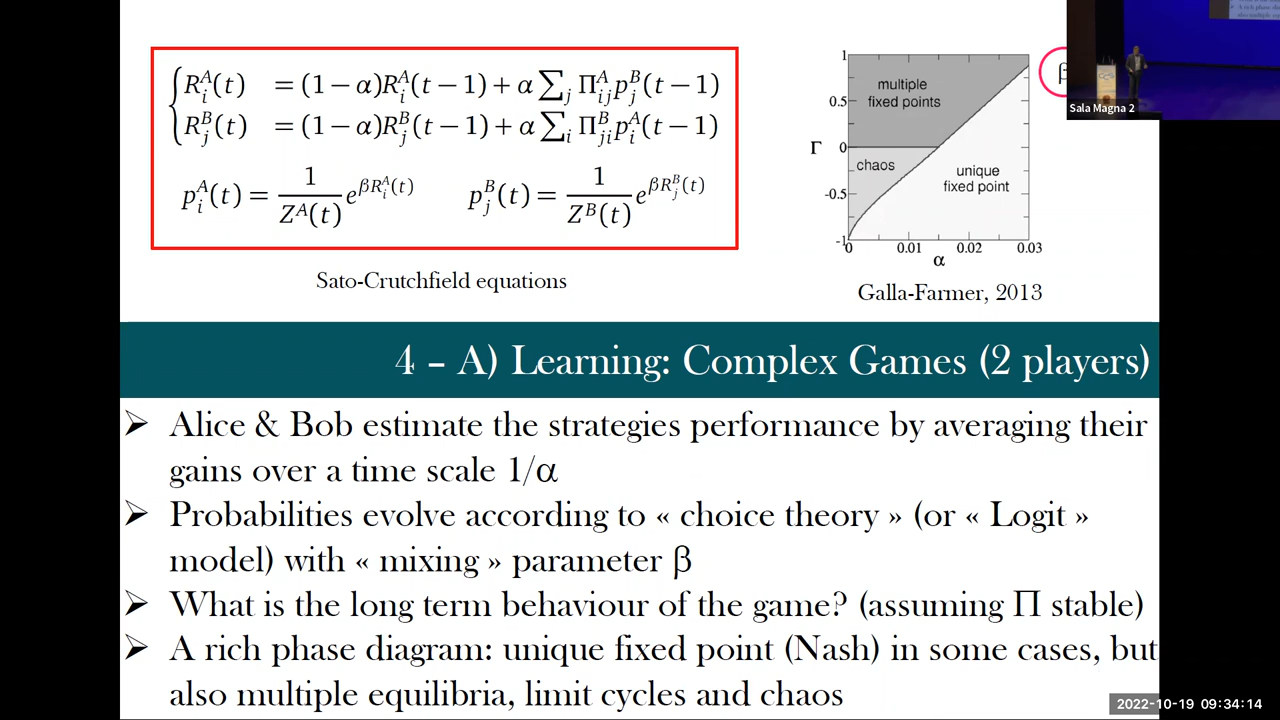 R_i^A(t) = (1−α)R_i^A(t−1) + α ∑_j Π_ij^A p_j^B(t−1)
R_j^B(t) = (1−α)R_j^B(t−1) + α ∑_i Π_ji^B p_i^A(t−1)
p_i^A(t) = 1/Z^A(t) e^{βR_i^A(t)}    p_j^B(t) = 1/Z^B(t) e^{βR_j^B(t)}
Sato-Crutchfield equations
1
0.5
0
-0.5
-1
Γ
multiple
fixed points
chaos
unique
fixed point
0 0.01 0.02 0.03
α
Galla-Farmer, 2013
β
Sala Magna 2
4 – A) Learning: Complex Games (2 players)
➢ Alice & Bob estimate the strategies performance by averaging their
gains over a time scale 1/α
➢ Probabilities evolve according to « choice theory » (or « Logit »
model) with « mixing » parameter β
➢ What is the long term behaviour of the game? (assuming Π stable)
➢ A rich phase diagram: unique fixed point (Nash) in some cases, but
also multiple equilibria, limit cycles and chaos
2022-10-19 09:34:14